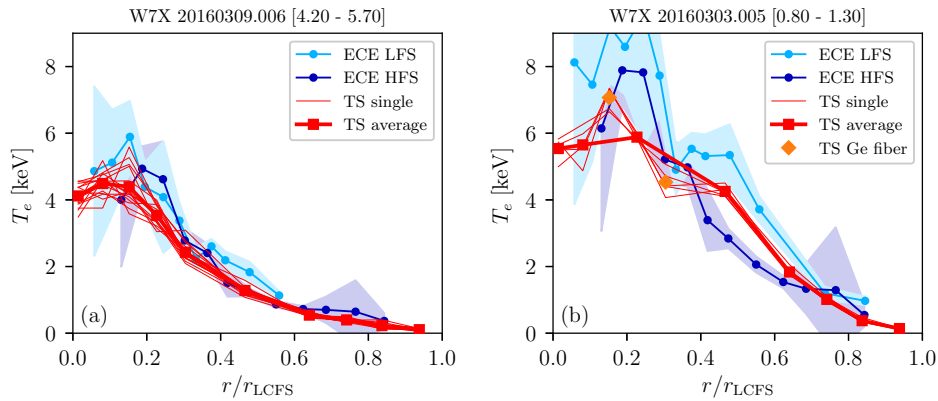 W7X 20160309.006 [4.20 - 5.70]
T_e [keV]
8
6
4
2
0
ECE LFS
ECE HFS
TS single
TS average
(a)
0.0 0.2 0.4 0.6 0.8 1.0
r/r_LCFS
W7X 20160303.005 [0.80 - 1.30]
T_e [keV]
8
6
4
2
0
ECE LFS
ECE HFS
TS single
TS average
TS Ge fiber
(b)
0.0 0.2 0.4 0.6 0.8 1.0
r/r_LCFS